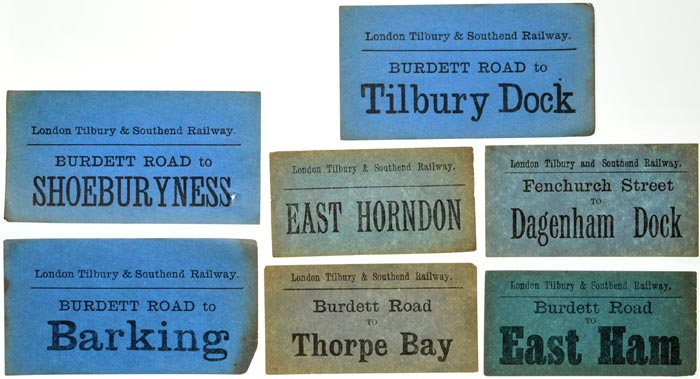 London Tilbury & Southend Railway.
BURDETT ROAD to
Tilbury Dock
London Tilbury & Southend Railway.
BURDETT ROAD to
SHOEBURYNESS
London Tilbury & Southend Railway.
EAST HORNDON
London Tilbury and Southend Railway.
Fenchurch Street
TO
Dagenham Dock
London Tilbury & Southend Railway.
BURDETT ROAD to
Barking
London Tilbury & Southend Railway.
Burdett Road
TO
Thorpe Bay
London Tilbury & Southend Railway.
Burdett Road
TO
East Ham